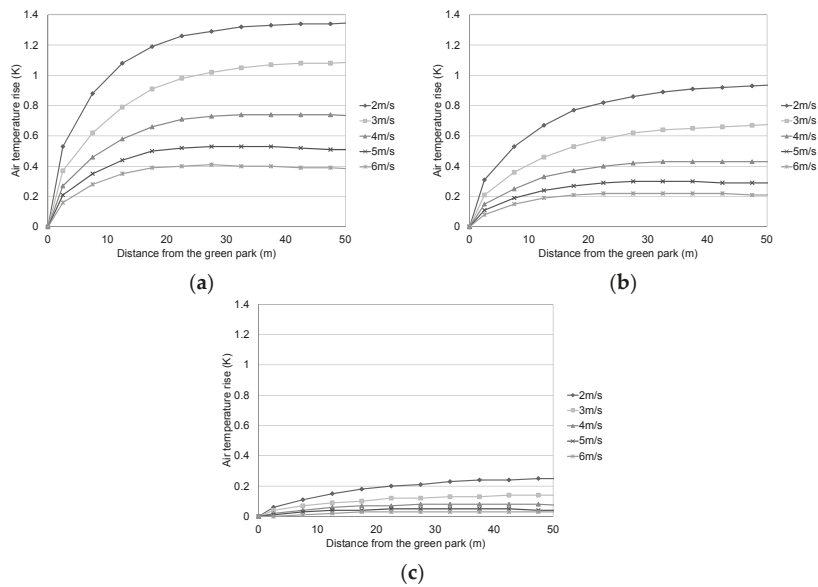 1.4
1.2
1
0.8
0.6
0.4
0.2
0
Air temperature rise (K)
0 10 20 30 40 50
Distance from the green park (m)
2m/s
3m/s
4m/s
5m/s
6m/s
(a)
1.4
1.2
1
0.8
0.6
0.4
0.2
0
Air temperature rise (K)
0 10 20 30 40 50
Distance from the green park (m)
2m/s
3m/s
4m/s
5m/s
6m/s
(b)
1.4
1.2
1
0.8
0.6
0.4
0.2
0
Air temperature rise (K)
0 10 20 30 40 50
Distance from the green park (m)
2m/s
3m/s
4m/s
5m/s
6m/s
(c)